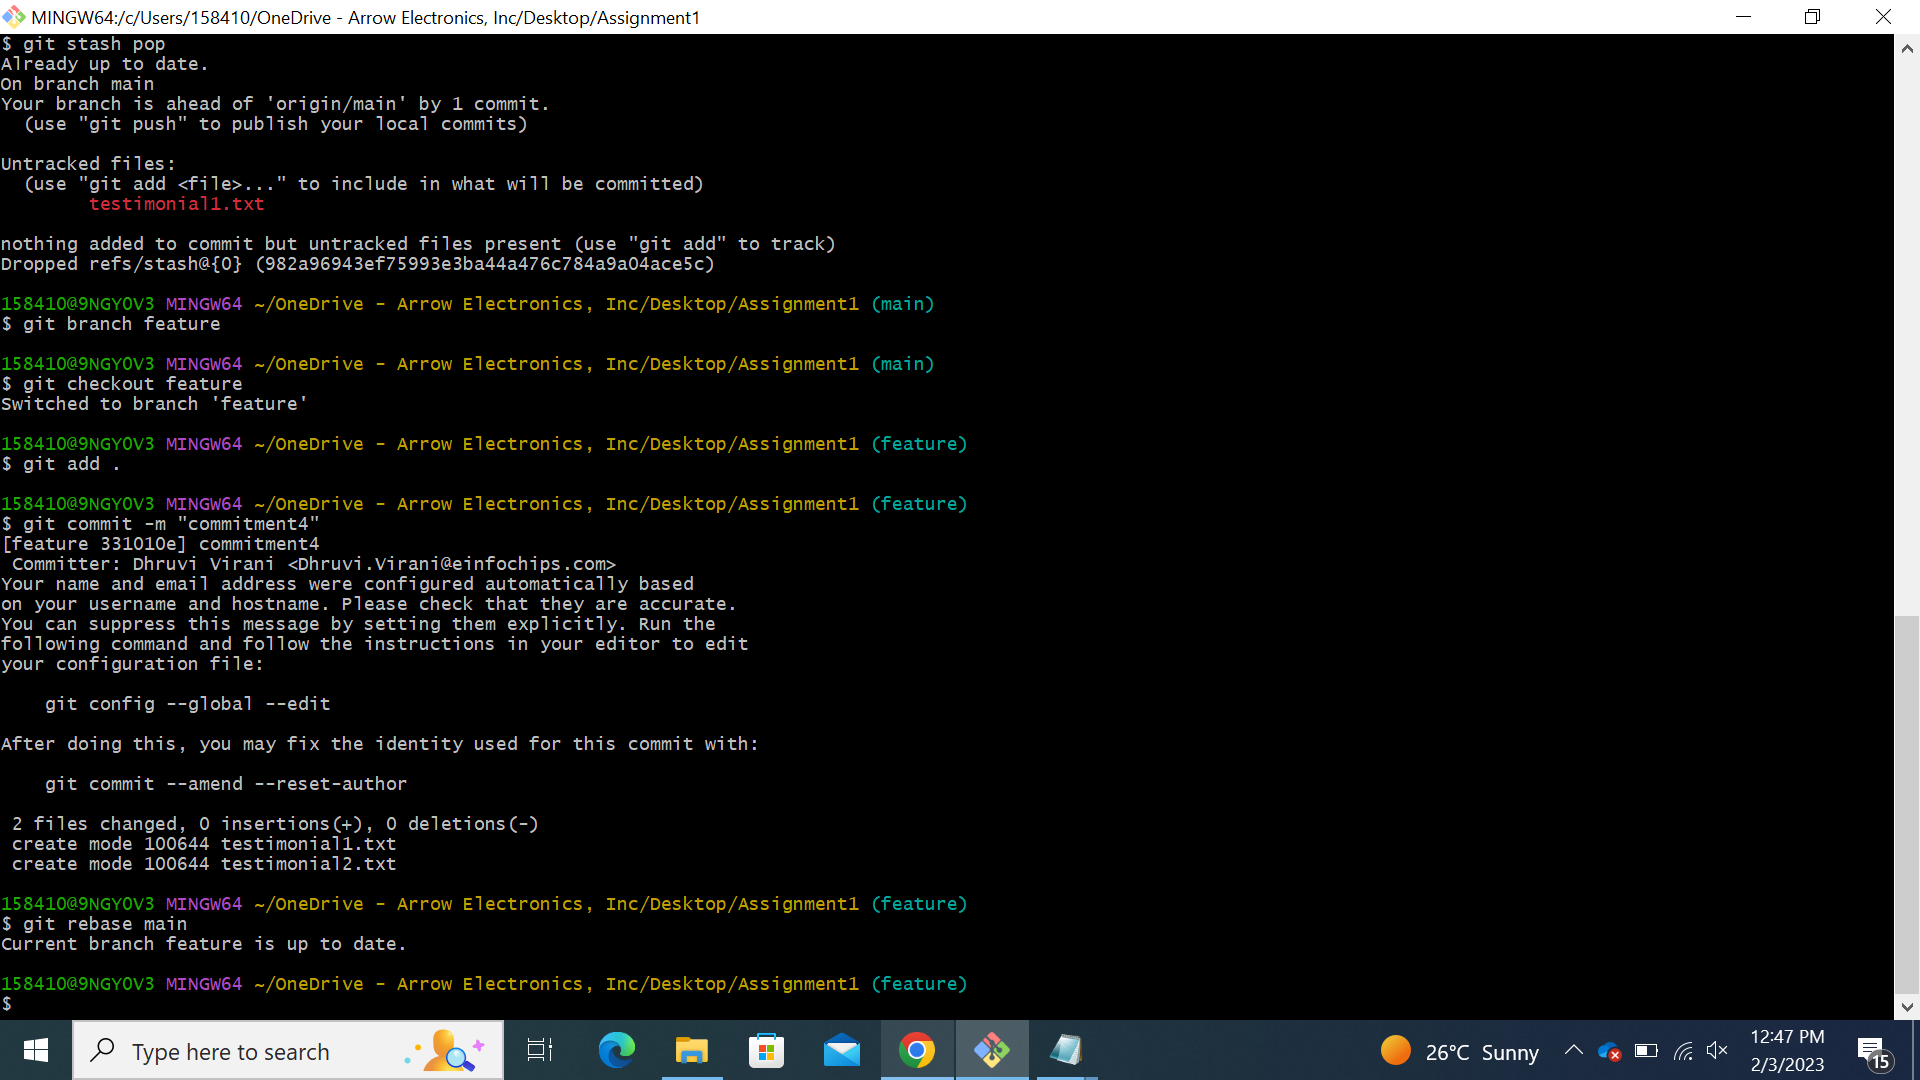 MINGW64:/c/Users/158410/OneDrive - Arrow Electronics, Inc/Desktop/Assignment1
$ git stash pop
Already up to date.
On branch main
Your branch is ahead of 'origin/main' by 1 commit.
  (use "git push" to publish your local commits)
Untracked files:
  (use "git add <file>..." to include in what will be committed)
        testimonial1.txt
nothing added to commit but untracked files present (use "git add" to track)
Dropped refs/stash@{0} (982a96943ef75993e3ba44a476c784a9a04ace5c)
158410@9NGY0V3 MINGW64 ~/OneDrive - Arrow Electronics, Inc/Desktop/Assignment1 (main)
$ git branch feature
158410@9NGY0V3 MINGW64 ~/OneDrive - Arrow Electronics, Inc/Desktop/Assignment1 (main)
$ git checkout feature
Switched to branch 'feature'
158410@9NGY0V3 MINGW64 ~/OneDrive - Arrow Electronics, Inc/Desktop/Assignment1 (feature)
$ git add .
158410@9NGY0V3 MINGW64 ~/OneDrive - Arrow Electronics, Inc/Desktop/Assignment1 (feature)
$ git commit -m "commitment4"
[feature 331010e] commitment4
 Committer: Dhruvi Virani <Dhruvi.Virani@einfochips.com>
Your name and email address were configured automatically based
on your username and hostname. Please check that they are accurate.
You can suppress this message by setting them explicitly. Run the
following command and follow the instructions in your editor to edit
your configuration file:
    git config --global --edit
After doing this, you may fix the identity used for this commit with:
    git commit --amend --reset-author
 2 files changed, 0 insertions(+), 0 deletions(-)
 create mode 100644 testimonial1.txt
 create mode 100644 testimonial2.txt
158410@9NGY0V3 MINGW64 ~/OneDrive - Arrow Electronics, Inc/Desktop/Assignment1 (feature)
$ git rebase main
Current branch feature is up to date.
158410@9NGY0V3 MINGW64 ~/OneDrive - Arrow Electronics, Inc/Desktop/Assignment1 (feature)
$
Type here to search
26°C Sunny
12:47 PM
2/3/2023
15